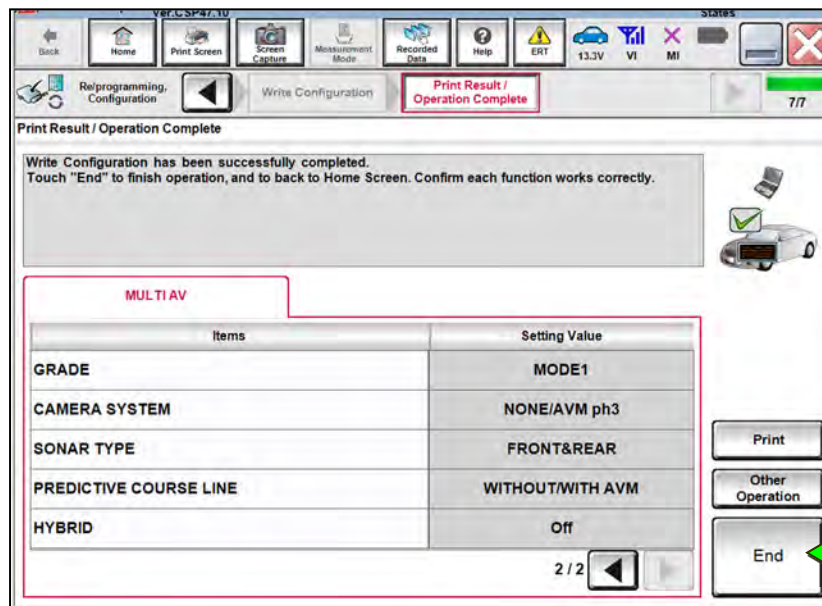 Ver.CSP47.10
States
Back
Home
Print Screen
Screen
Capture
Measurement
Mode
Recorded
Data
Help
ERT
13.3V
VI
MI
Re/programming,
Configuration
Write Configuration
Print Result /
Operation Complete
7/7
Print Result / Operation Complete
Write Configuration has been successfully completed.
Touch "End" to finish operation, and to back to Home Screen. Confirm each function works correctly.
MULTI AV
Items
Setting Value
GRADE
MODE1
CAMERA SYSTEM
NONE/AVM ph3
SONAR TYPE
FRONT&REAR
PREDICTIVE COURSE LINE
WITHOUT/WITH AVM
HYBRID
Off
2 / 2
Print
Other
Operation
End